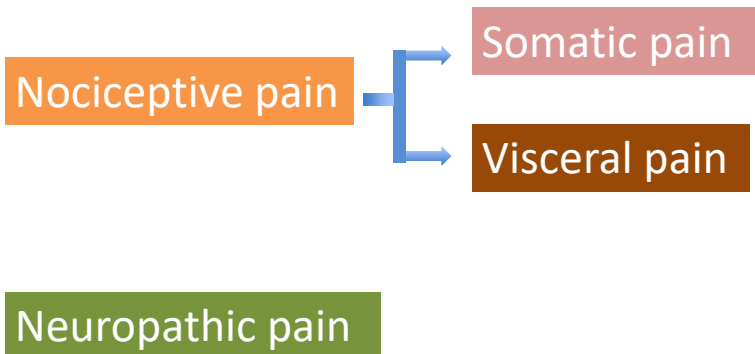 Somatic pain
Nociceptive pain
Visceral pain
Neuropathic pain